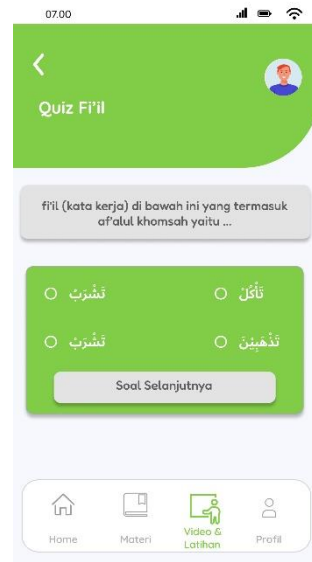 07.00
Quiz Fi'il
fi'il (kata kerja) di bawah ini yang termasuk
af'alul khomsah yaitu ...
تَشْرَبُ
تَأْكُلُ
تَشْرَبُ
تَذْهَبِيْنَ
Soal Selanjutnya
Home
Materi
Video &
Latihan
Profil